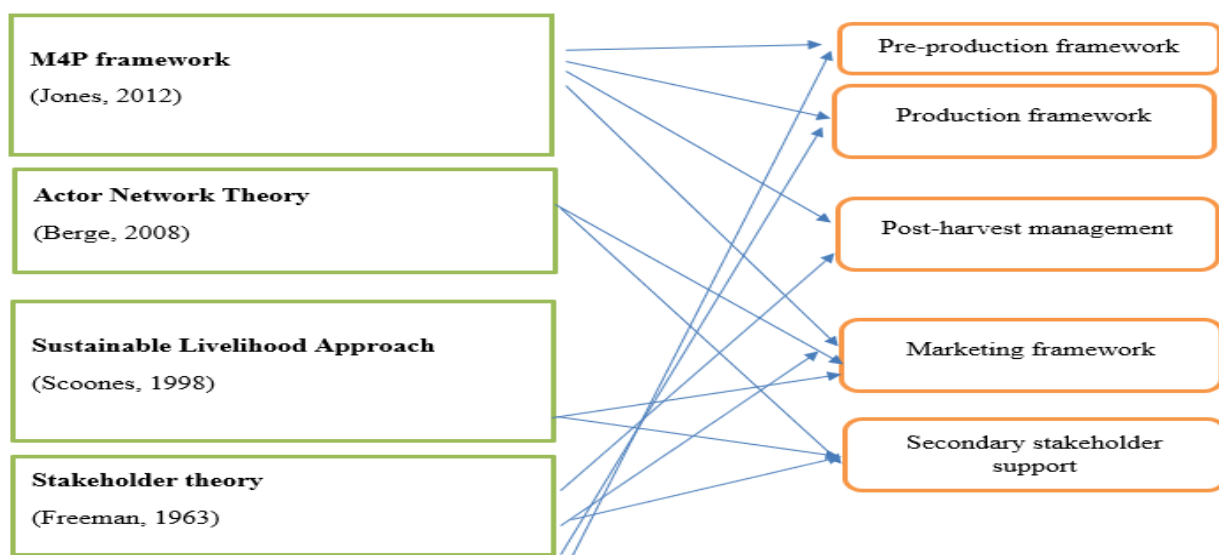 M4P framework
(Jones, 2012)
Actor Network Theory
(Berge, 2008)
Sustainable Livelihood Approach
(Scoones, 1998)
Stakeholder theory
(Freeman, 1963)
Pre-production framework
Production framework
Post-harvest management
Marketing framework
Secondary stakeholder
support